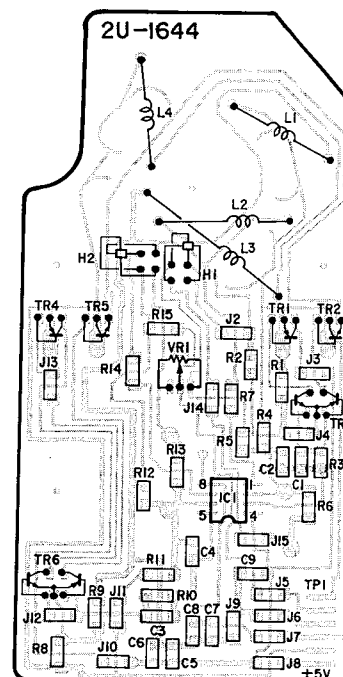 2U-1644
L4
L1
L2
L3
H2
H1
TR4
TR5
TR1
TR2
R15
J2
VR1
R2
J3
J13
R14
R1
J14
R7
TR
R4
J4
R5
R13
C2
C1
R3
R12
8
1
IC1
5
4
R6
C4
J15
TR6
R11
C9
J5
TP1
R9
J11
R10
J12
C8
C7
J9
J6
C3
J7
R8
J10
C6
C5
J8
+5V